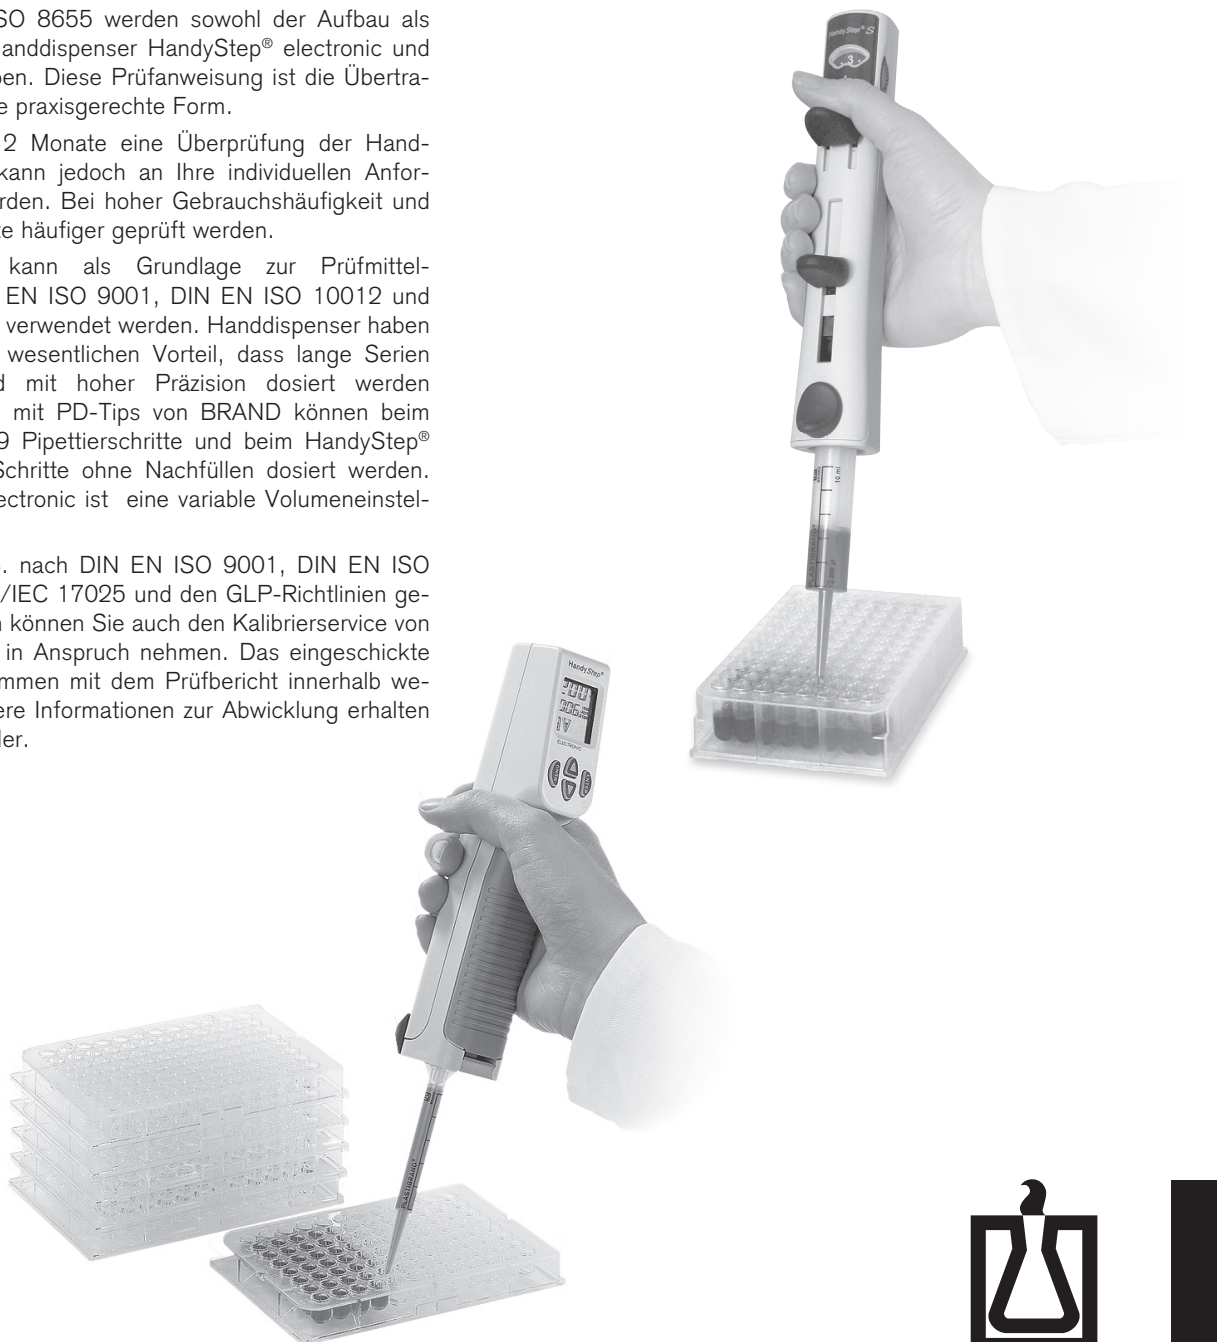 SO 8655 werden sowohl der Aufbau als
anddispenser HandyStep® electronic und
ben. Diese Prüfanweisung ist die Übertra-
e praxisgerechte Form.
2 Monate eine Überprüfung der Hand-
kann jedoch an Ihre individuellen Anfor-
rden. Bei hoher Gebrauchshäufigkeit und
te häufiger geprüft werden.
kann als Grundlage zur Prüfmittel-
EN ISO 9001, DIN EN ISO 10012 und
verwendet werden. Handdispenser haben
wesentlichen Vorteil, dass lange Serien
d mit hoher Präzision dosiert werden
mit PD-Tips von BRAND können beim
9 Pipettierschritte und beim HandyStep®
Schritte ohne Nachfüllen dosiert werden.
ectronic ist eine variable Volumeneinstel-
. nach DIN EN ISO 9001, DIN EN ISO
/IEC 17025 und den GLP-Richtlinien ge-
n können Sie auch den Kalibrierservice von
in Anspruch nehmen. Das eingeschickte
mmen mit dem Prüfbericht innerhalb we-
ere Informationen zur Abwicklung erhalten
ler.
HandyStep® S
3
10 ml
PLASTIBRAND®
HandyStep®
ELECTRONIC
PLASTIBRAND®